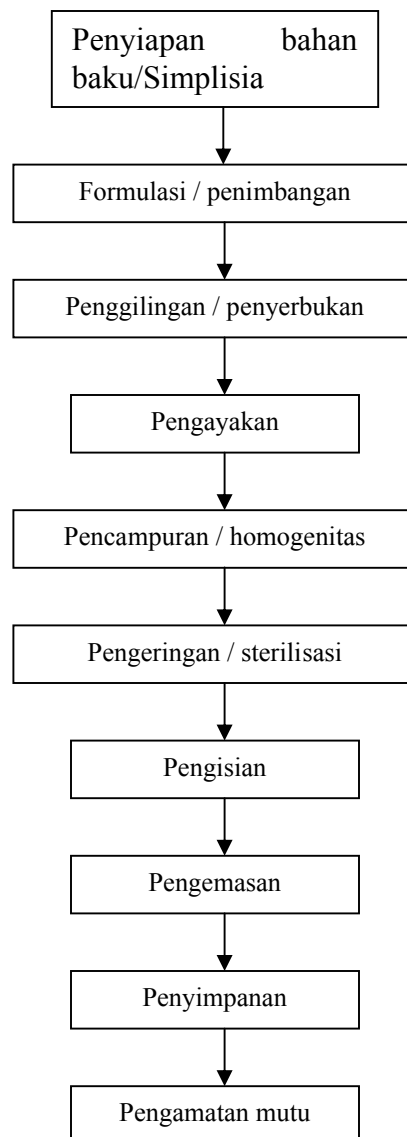 Penyiapan bahan
baku/Simplisia
Formulasi / penimbangan
Penggilingan / penyerbukan
Pengayakan
Pencampuran / homogenitas
Pengeringan / sterilisasi
Pengisian
Pengemasan
Penyimpanan
Pengamatan mutu